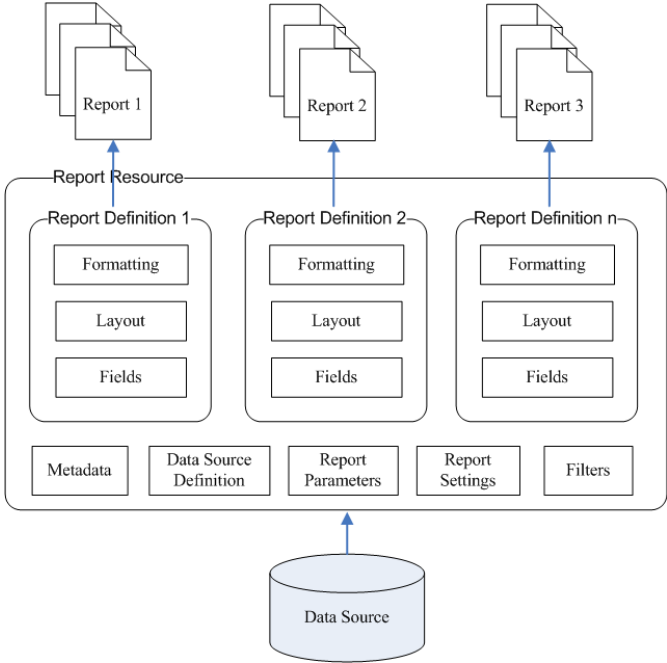 Report 1
Report 2
Report 3
Report Resource
Report Definition 1
Report Definition 2
Report Definition n
Formatting
Formatting
Formatting
Layout
Layout
Layout
Fields
Fields
Fields
Metadata
Data Source
Definition
Report
Parameters
Report
Settings
Filters
Data Source